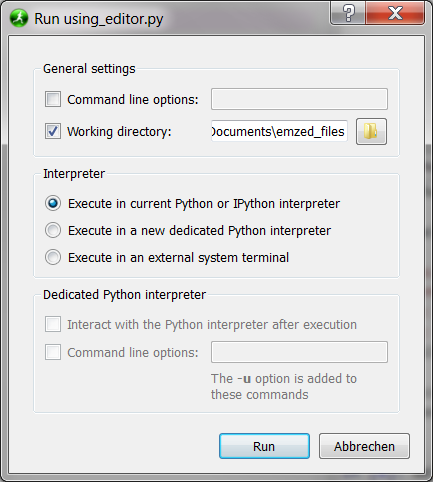 Run using_editor.py
General settings
Command line options:
Working directory:
Documents\emzed_files
Interpreter
Execute in current Python or IPython interpreter
Execute in a new dedicated Python interpreter
Execute in an external system terminal
Dedicated Python interpreter
Interact with the Python interpreter after execution
Command line options:
The -u option is added to
these commands
Run
Abbrechen